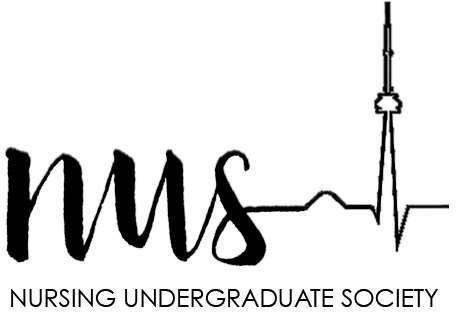 nus
NURSING UNDERGRADUATE SOCIETY